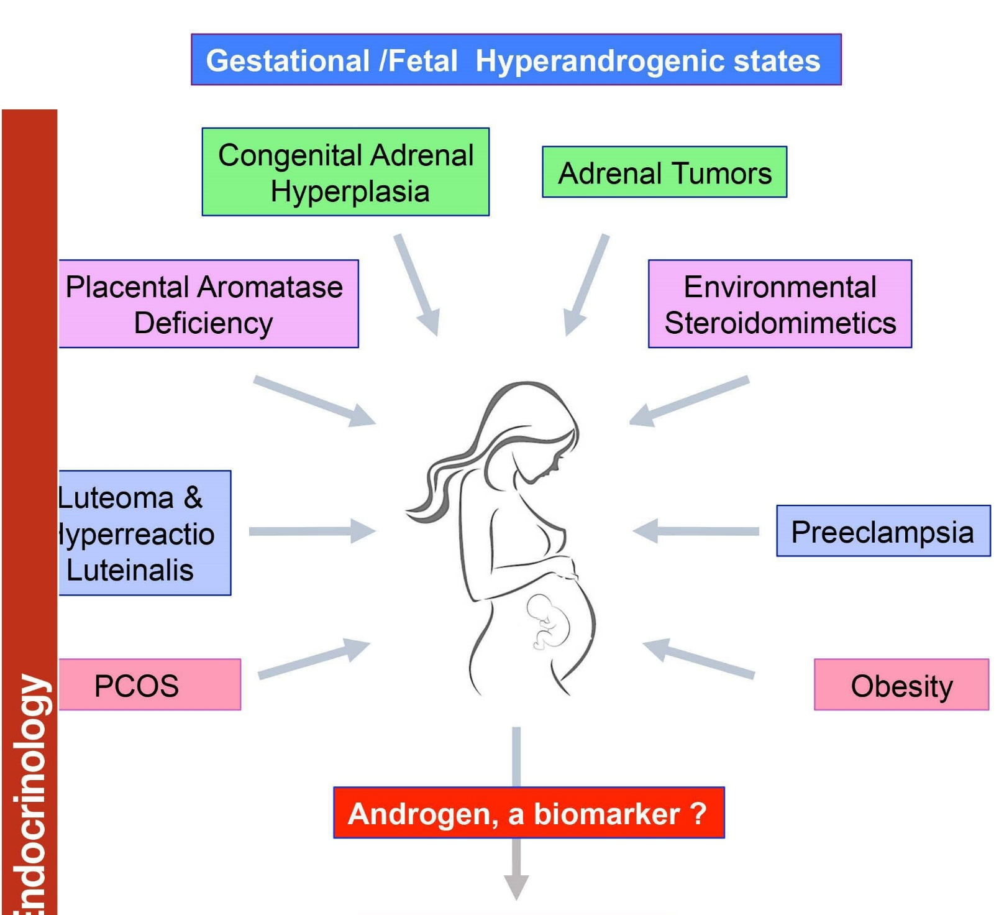 Gestational /Fetal Hyperandrogenic states
Congenital Adrenal
Hyperplasia
Adrenal Tumors
Placental Aromatase
Deficiency
Environmental
Steroidomimetics
Luteoma &
yperreactio
Luteinalis
Preeclampsia
PCOS
Obesity
Androgen, a biomarker ?
ndocrinology